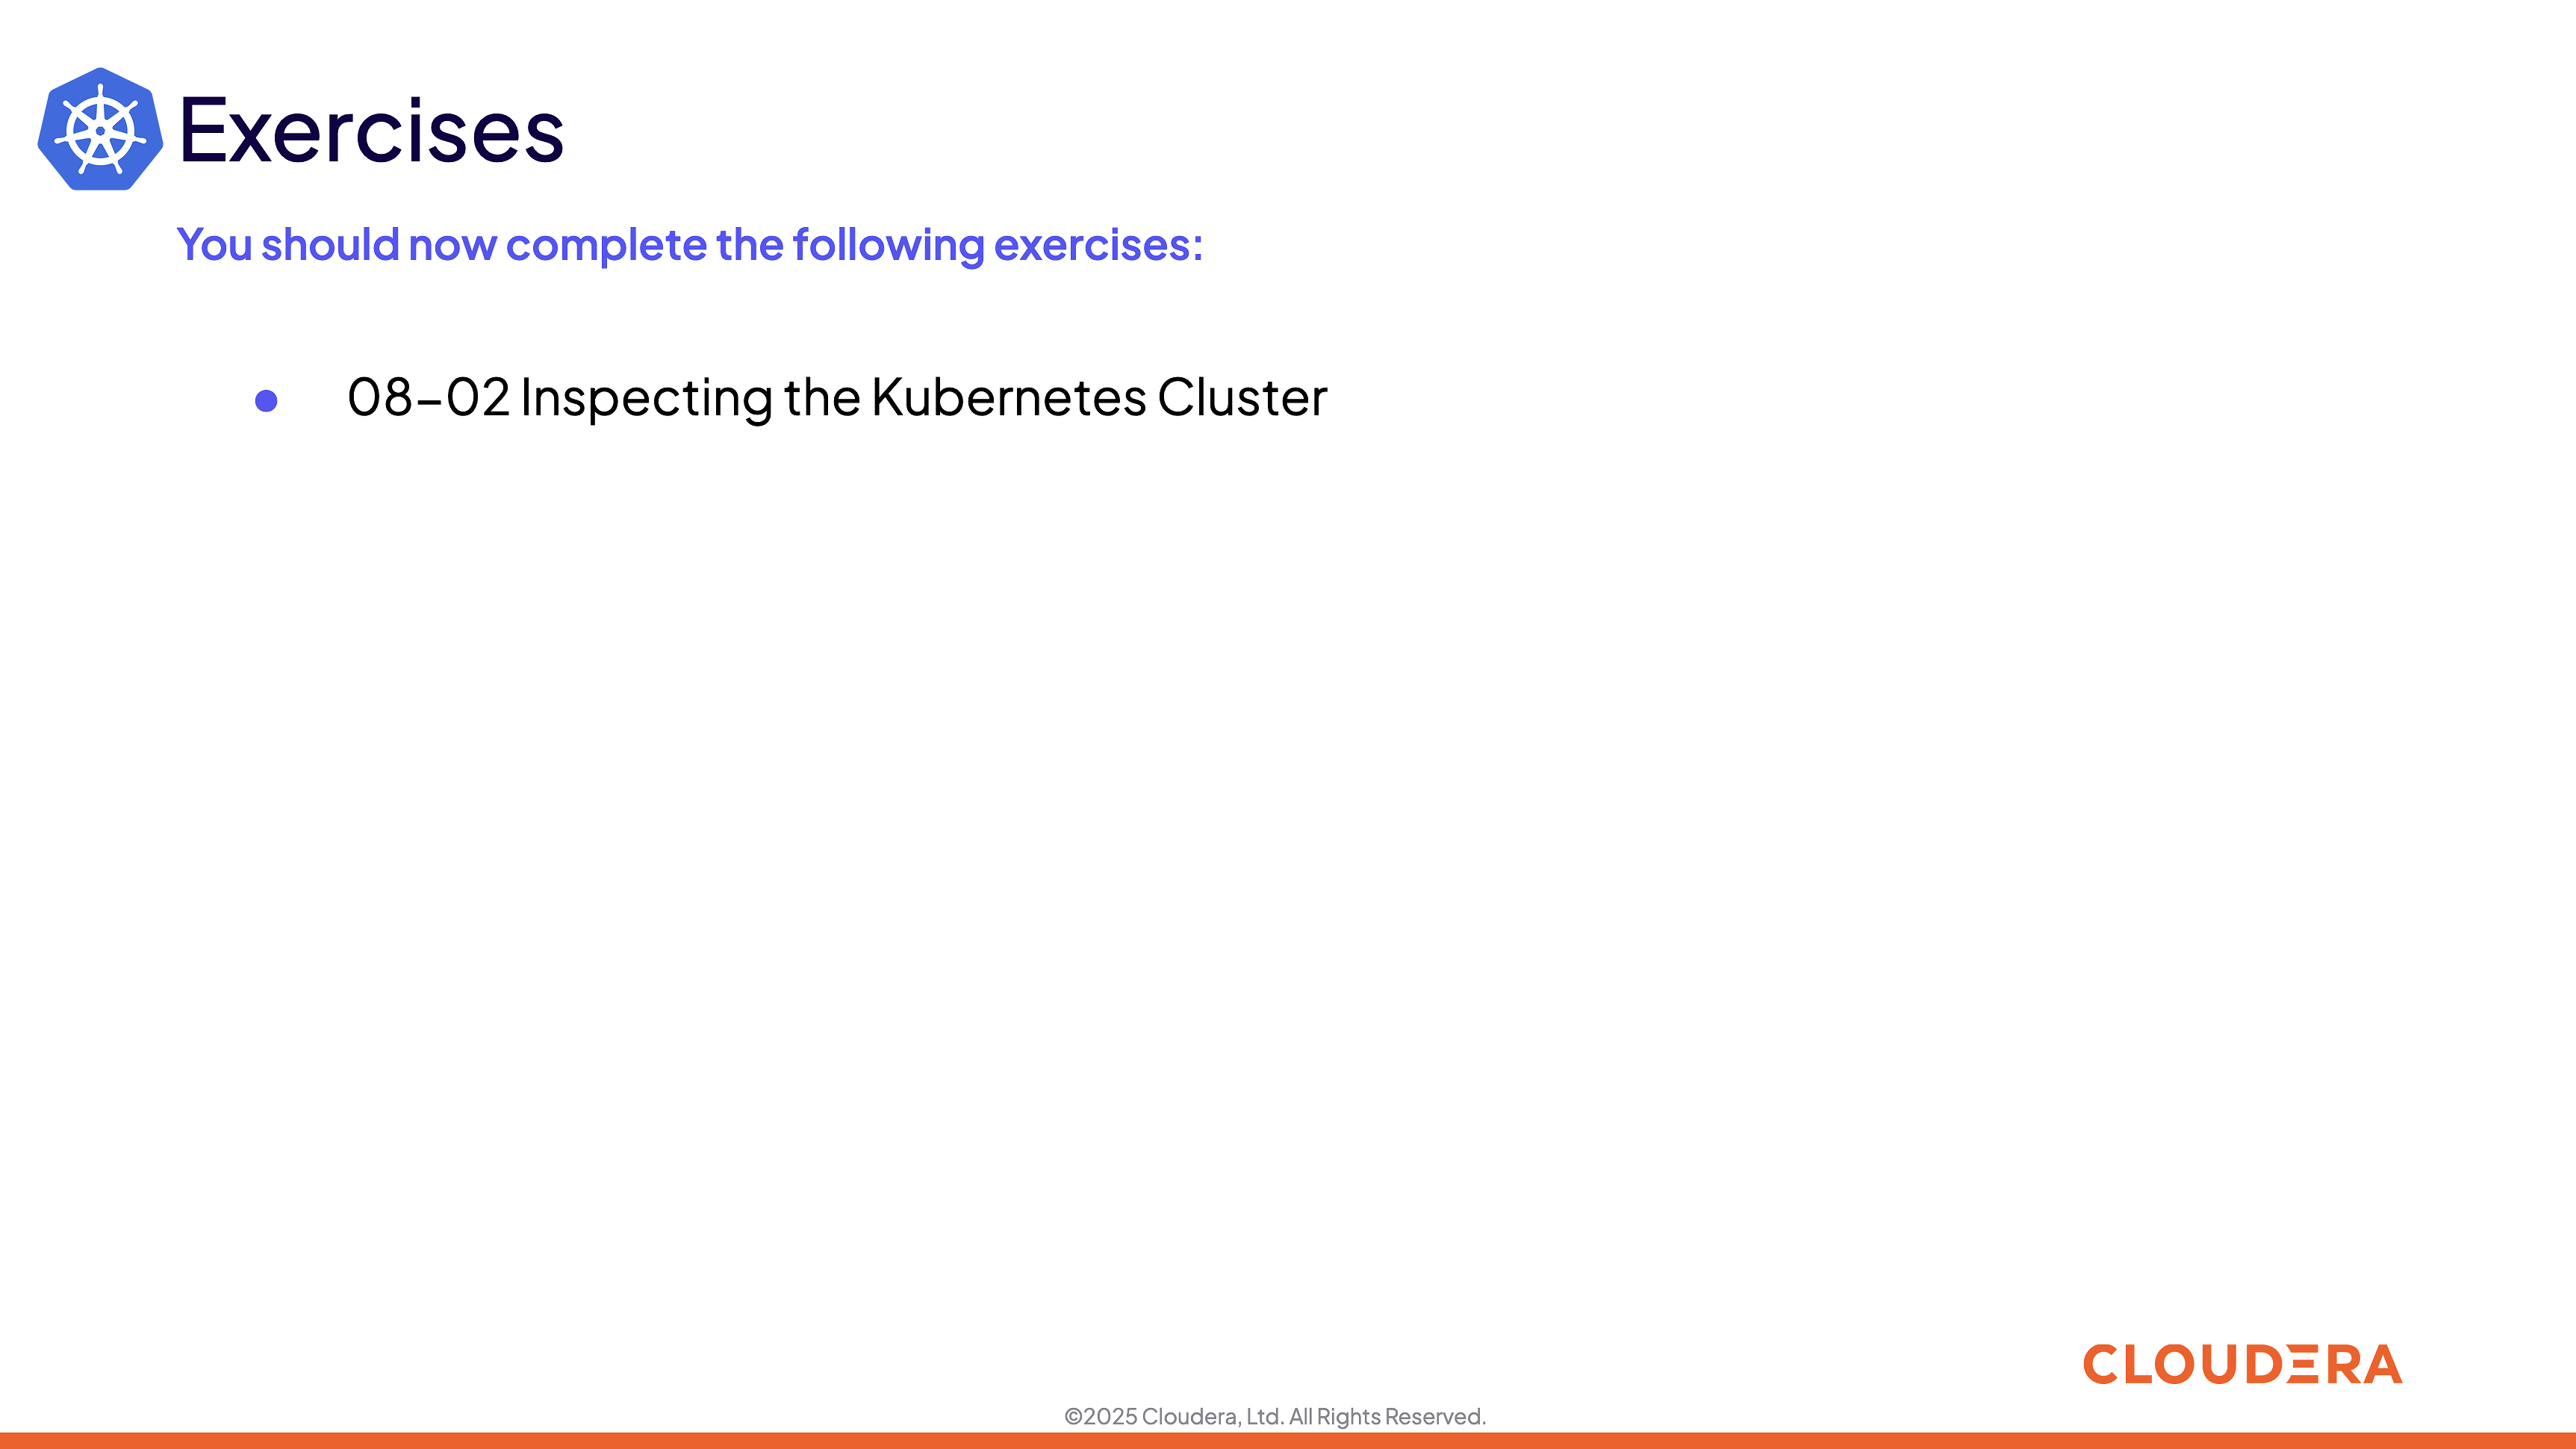 Exercises
You should now complete the following exercises:
● 08–02 Inspecting the Kubernetes Cluster
CLOUDERA
©2025 Cloudera, Ltd. All Rights Reserved.